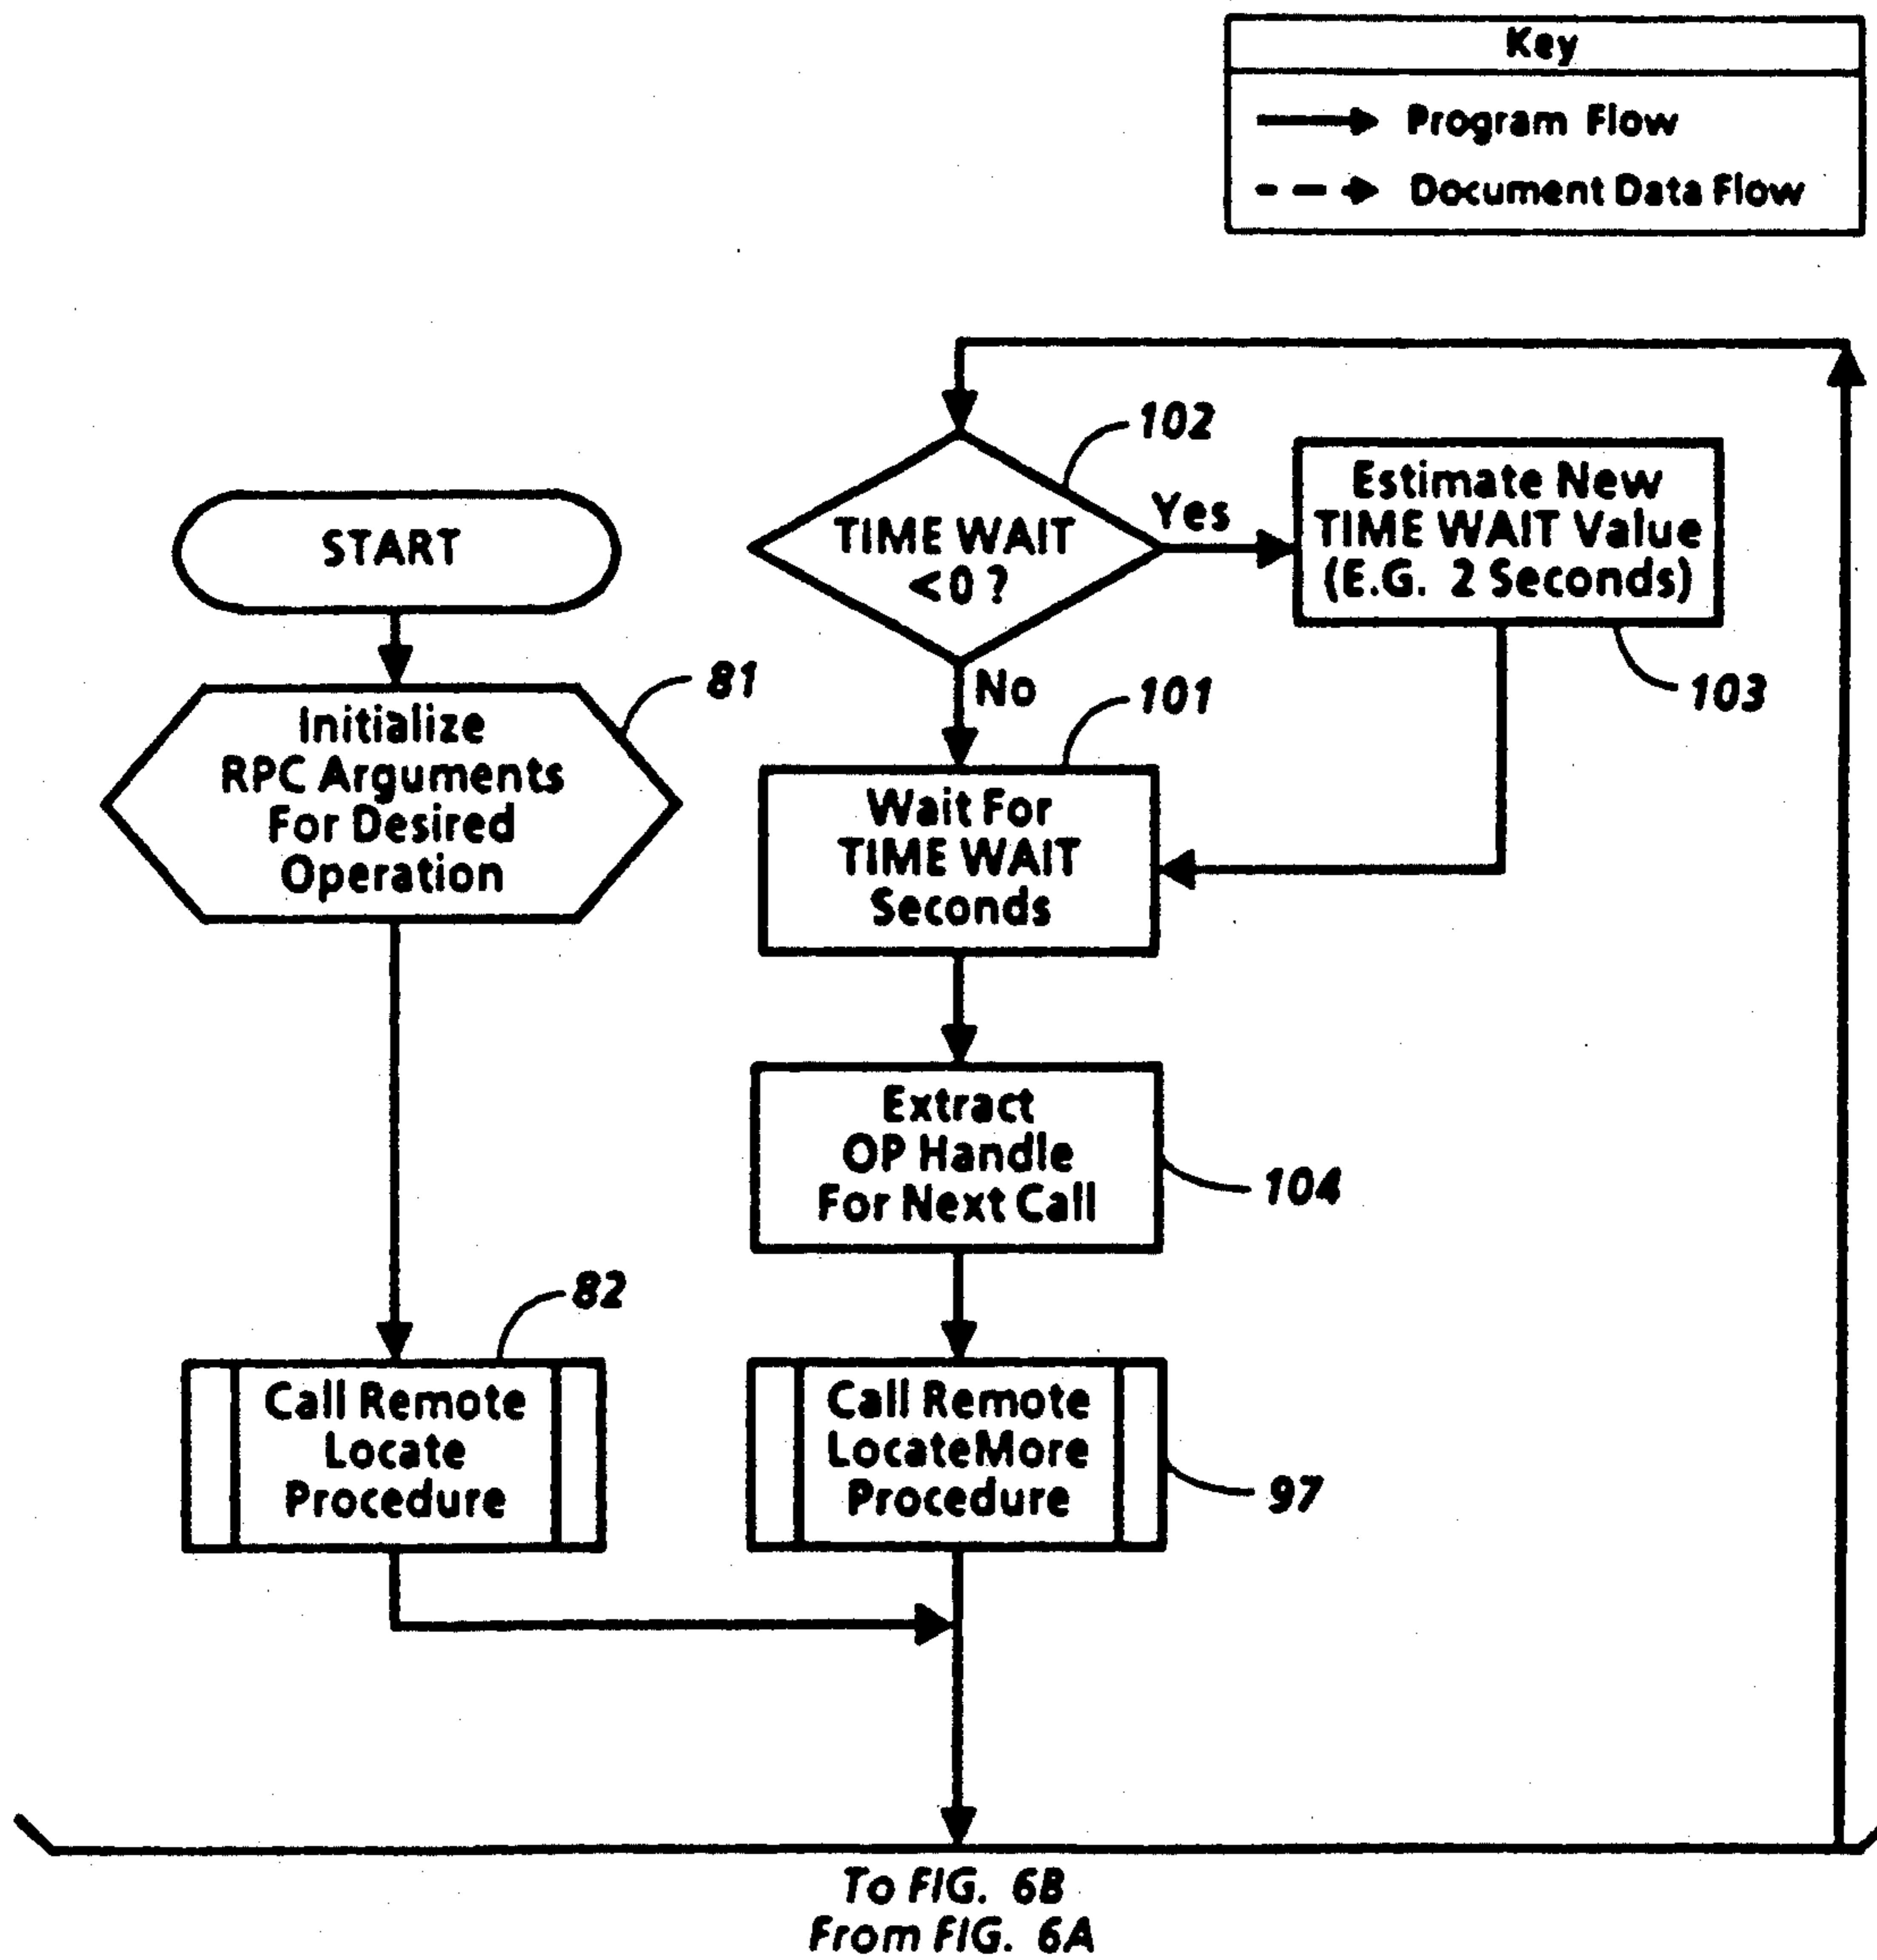 Key
Program Flow
Document Data Flow
START
81
Initialize
RPC Arguments
For Desired
Operation
82
Call Remote
Locate
Procedure
102
TIME WAIT
<0 ?
Yes
No
Estimate New
TIME WAIT Value
(E.G. 2 Seconds)
103
101
Wait For
TIME WAIT
Seconds
Extract
OP Handle
For Next Call
104
Call Remote
LocateMore
Procedure
97
To FIG. 6B
From FIG. 6A